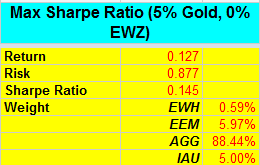 Max Sharpe Ratio (5% Gold, 0%
EWZ)
Return 0.127
Risk 0.877
Sharpe Ratio 0.145
Weight EWH 0.59%
EEM 5.97%
AGG 88.44%
IAU 5.00%